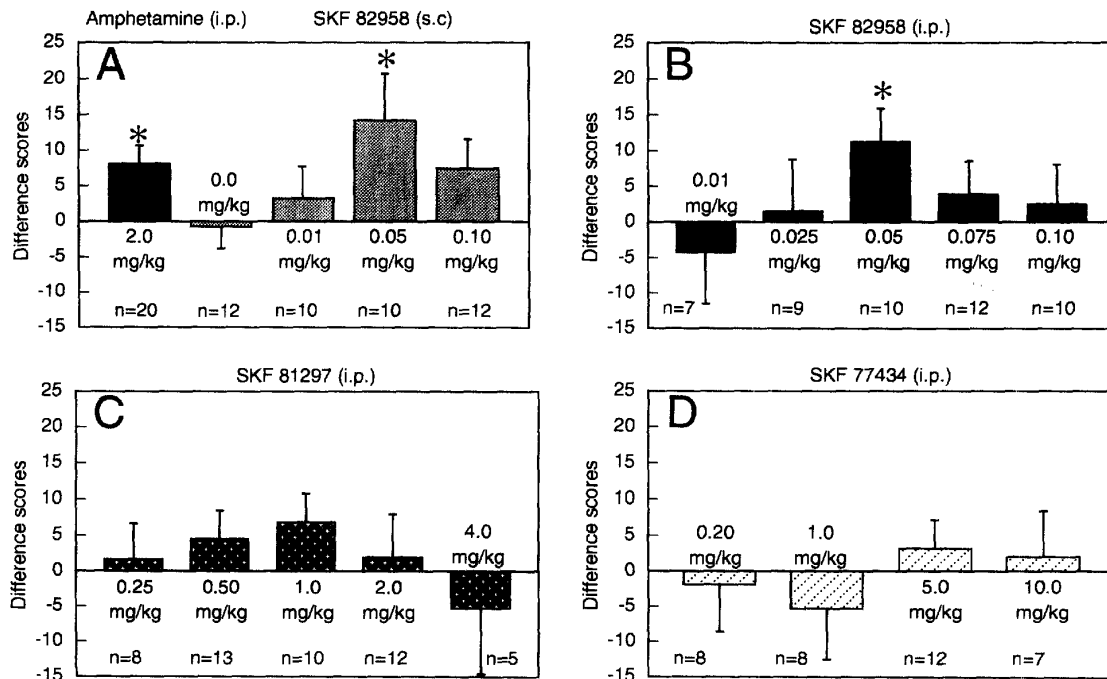 Amphetamine (i.p.) SKF 82958 (s.c)
A
Difference scores
25
20
15
10
5
0
-5
-10
-15
*
*
0.0
mg/kg
2.0 0.01 0.05 0.10
mg/kg mg/kg mg/kg mg/kg
n=20 n=12 n=10 n=10 n=12
SKF 82958 (i.p.)
B
Difference scores
25
20
15
10
5
0
-5
-10
-15
*
0.01
mg/kg
0.025 0.05 0.075 0.10
mg/kg mg/kg mg/kg mg/kg
n=7 n=9 n=10 n=12 n=10
SKF 81297 (i.p.)
C
Difference scores
25
20
15
10
5
0
-5
-10
-15
4.0
mg/kg
0.25 0.50 1.0 2.0
mg/kg mg/kg mg/kg mg/kg
n=8 n=13 n=10 n=12 n=5
SKF 77434 (i.p.)
D
Difference scores
25
20
15
10
5
0
-5
-10
-15
0.20 1.0
mg/kg mg/kg
5.0 10.0
mg/kg mg/kg
n=8 n=8 n=12 n=7